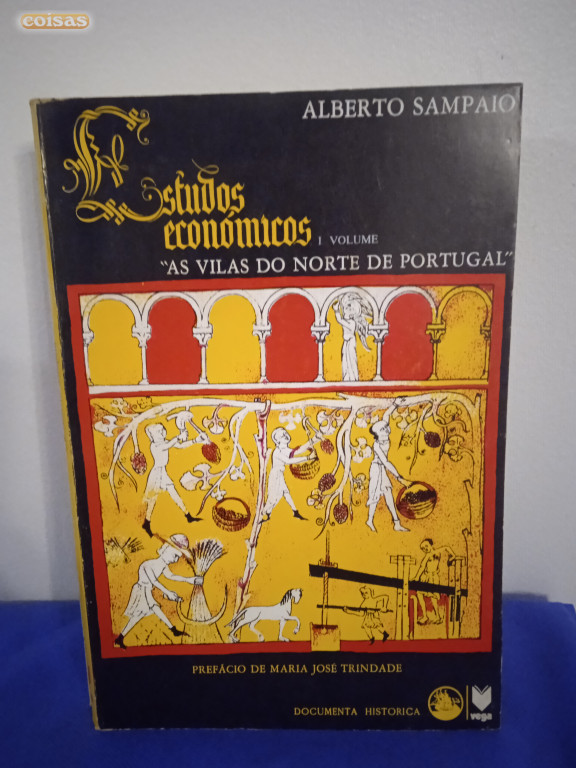 coisas
ALBERTO SAMPAIO
Estudos
económicos I VOLUME
"AS VILAS DO NORTE DE PORTUGAL"
PREFÁCIO DE MARIA JOSÉ TRINDADE
DOCUMENTA HISTORICA
vega